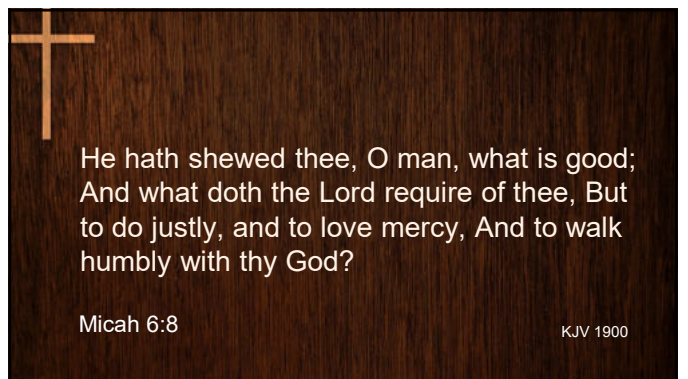 He hath shewed thee, O man, what is good;
And what doth the Lord require of thee, But
to do justly, and to love mercy, And to walk
humbly with thy God?
Micah 6:8
KJV 1900